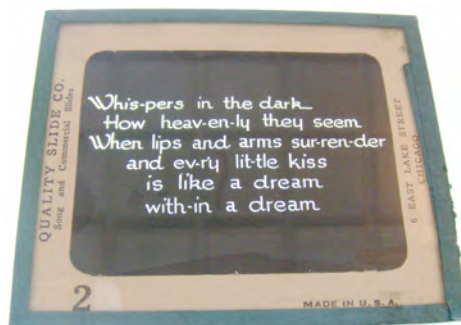 QUALITY SLIDE CO.
Song and Commercial Slides
Whis-pers in the dark
How heav-en-ly they seem
When lips and arms sur-ren-der
and ev-'ry lit-tle kiss
is like a dream
with-in a dream
6 EAST LAKE STREET
CHICAGO
2
MADE IN U. S. A.